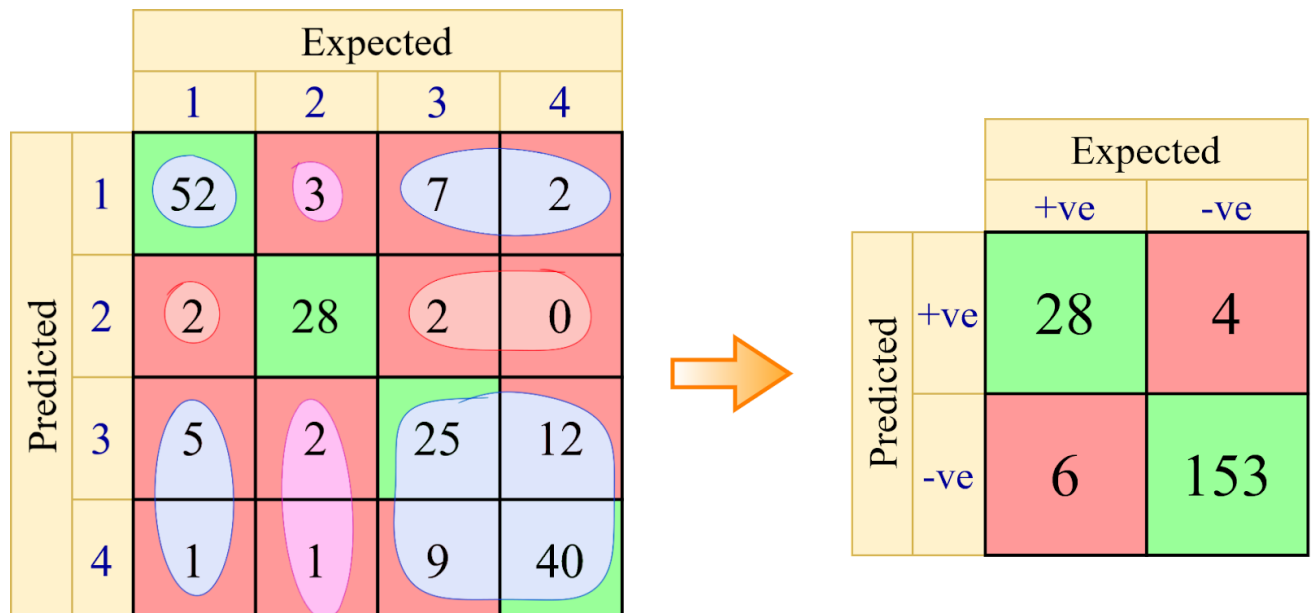 Expected
1 2 3 4
Predicted
1 52 3 7 2
2 2 28 2 0
3 5 2 25 12
4 1 1 9 40
Expected
+ve -ve
Predicted
+ve 28 4
-ve 6 153